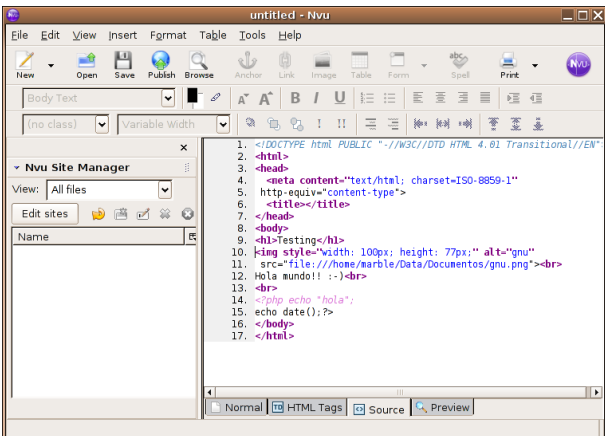 untitled - Nvu
File Edit View Insert Format Table Tools Help
New Open Save Publish Browse Anchor Link Image Table Form Spell Print Nvu
Body Text
(no class) Variable Width
Nvu Site Manager
View: All files
Edit sites
Name
1. <!DOCTYPE html PUBLIC "-//W3C//DTD HTML 4.01 Transitional//EN"
2. <html>
3. <head>
4. <meta content="text/html; charset=ISO-8859-1"
5. http-equiv="content-type">
6. <title></title>
7. </head>
8. <body>
9. <h1>Testing</h1>
10. <img style="width: 100px; height: 77px;" alt="gnu"
11. src="file:///home/marble/Data/Documentos/gnu.png"><br>
12. Hola mundo!! :-)<br>
13. <br>
14. <?php echo "hola";
15. echo date();?>
16. </body>
17. </html>
Normal HTML Tags Source Preview